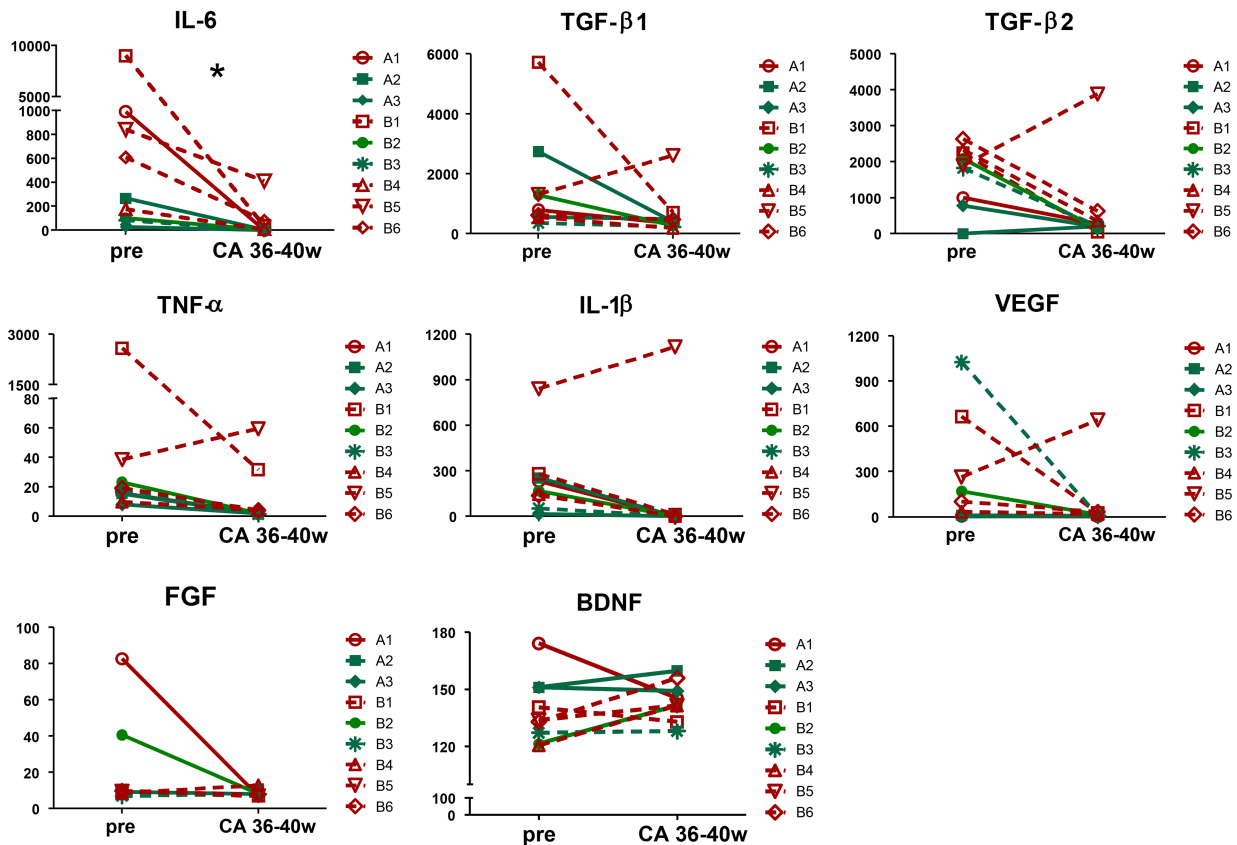 IL-6
10000
5000
1000
800
600
400
200
0
pre
CA 36-40w
*
A1
A2
A3
B1
B2
B3
B4
B5
B6
TGF-β1
6000
4000
2000
0
pre
CA 36-40w
A1
A2
A3
B1
B2
B3
B4
B5
B6
TGF-β2
5000
4000
3000
2000
1000
0
pre
CA 36-40w
A1
A2
A3
B1
B2
B3
B4
B5
B6
TNF-α
3000
1500
80
60
40
20
0
pre
CA 36-40w
A1
A2
A3
B1
B2
B3
B4
B5
B6
IL-1β
1200
900
600
300
0
pre
CA 36-40w
A1
A2
A3
B1
B2
B3
B4
B5
B6
VEGF
1200
900
600
300
0
pre
CA 36-40w
A1
A2
A3
B1
B2
B3
B4
B5
B6
FGF
100
80
60
40
20
0
pre
CA 36-40w
A1
A2
A3
B1
B2
B3
B4
B5
B6
BDNF
180
150
120
100
0
pre
CA 36-40w
A1
A2
A3
B1
B2
B3
B4
B5
B6